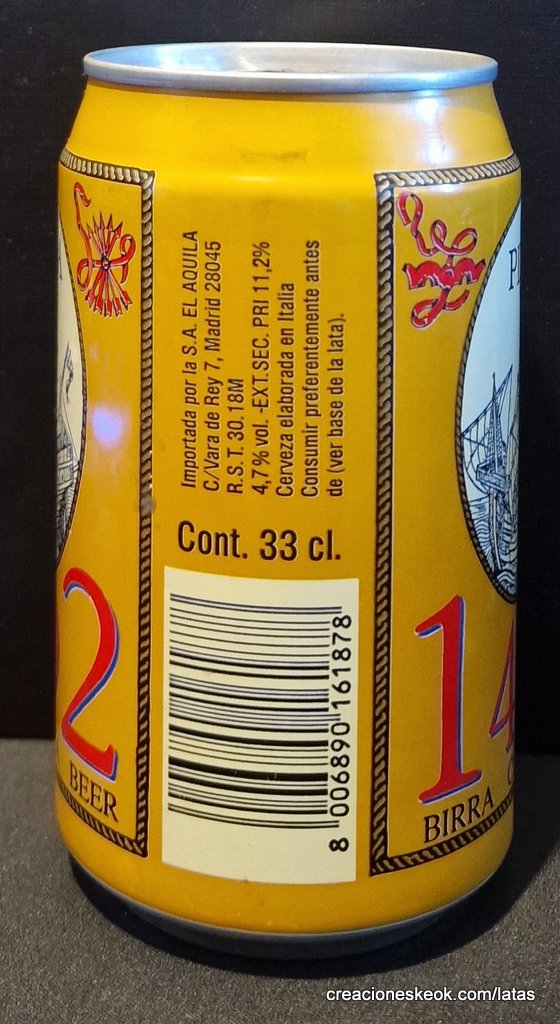 Importada por la S.A. EL AQUILA
C/Vara de Rey 7, Madrid 28045
R.S.T. 30.18M
4,7% vol. -EXT.SEC. PRI 11,2%
Cerveza elaborada en Italia
Consumir preferentemente antes
de (ver base de la lata).
Cont. 33 cl.
8 006890 161878
2
BEER
14
BIRRA
creacioneskeok.com/latas